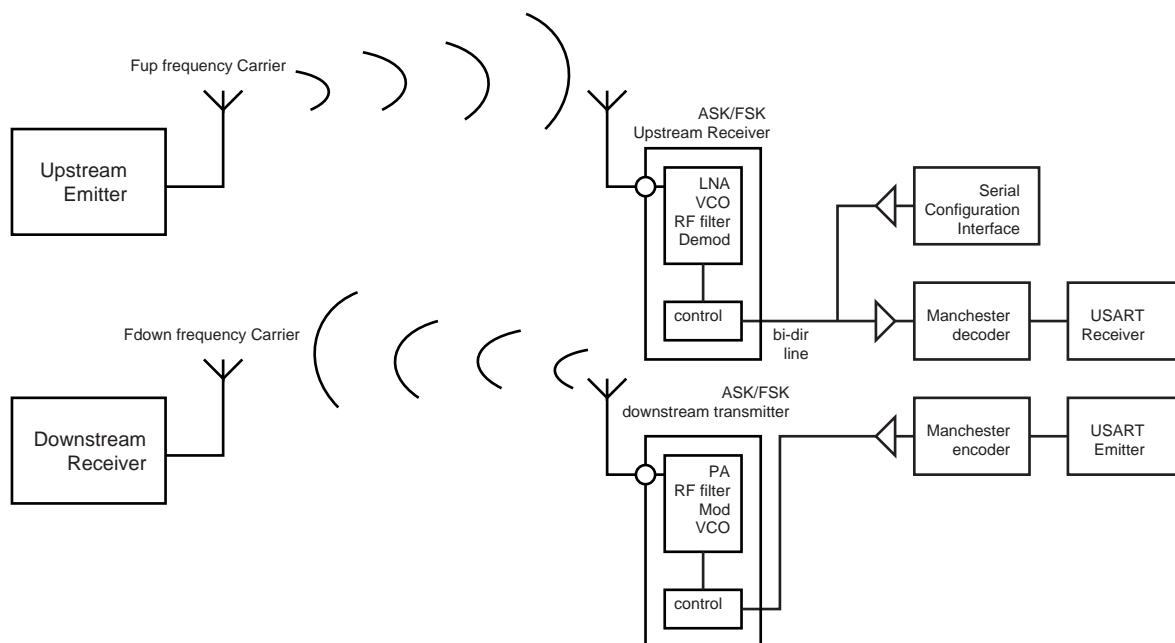 Fup frequency Carrier
Upstream
Emitter
ASK/FSK
Upstream Receiver
LNA
VCO
RF filter
Demod
control
bi-dir
line
Serial
Configuration
Interface
Manchester
decoder
USART
Receiver
Fdown frequency Carrier
Downstream
Receiver
ASK/FSK
downstream transmitter
PA
RF filter
Mod
VCO
control
Manchester
encoder
USART
Emitter